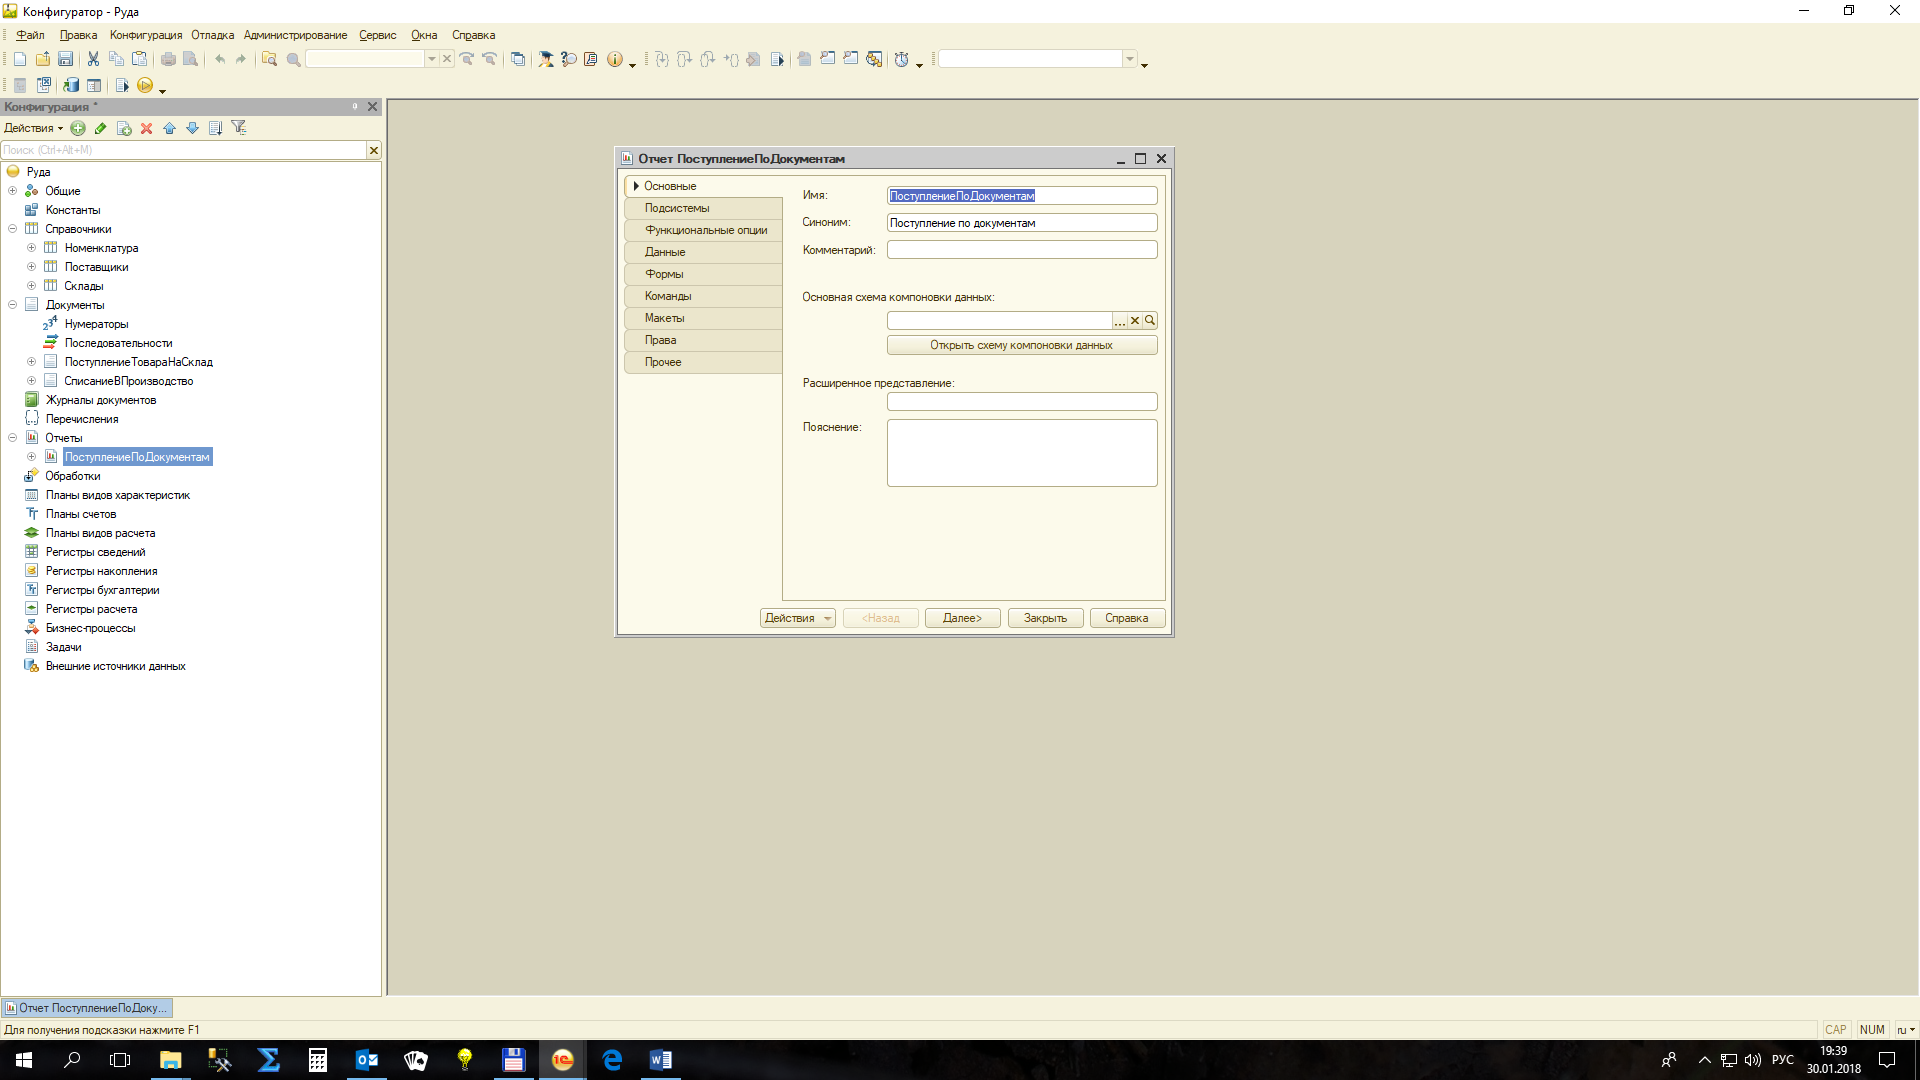 Конфигуратор - Руда
Файл Правка Конфигурация Отладка Администрирование Сервис Окна Справка
Конфигурация *
Действия
Поиск (Ctrl+Alt+M)
Руда
Общие
Константы
Справочники
Номенклатура
Поставщики
Склады
Документы
Нумераторы
Последовательности
ПоступлениеТовараНаСклад
СписаниеВПроизводство
Журналы документов
Перечисления
Отчеты
ПоступлениеПоДокументам
Обработки
Планы видов характеристик
Планы счетов
Планы видов расчета
Регистры сведений
Регистры накопления
Регистры бухгалтерии
Регистры расчета
Бизнес-процессы
Задачи
Внешние источники данных
Отчет ПоступлениеПоДокументам
Основные
Подсистемы
Функциональные опции
Данные
Формы
Команды
Макеты
Права
Прочее
Имя: ПоступлениеПоДокументам
Синоним: Поступление по документам
Комментарий:
Основная схема компоновки данных:
...
Открыть схему компоновки данных
Расширенное представление:
Пояснение:
Действия <Назад Далее> Закрыть Справка
Отчет ПоступлениеПоДоку...
Для получения подсказки нажмите F1
CAP NUM ru
РУС
19:39
30.01.2018